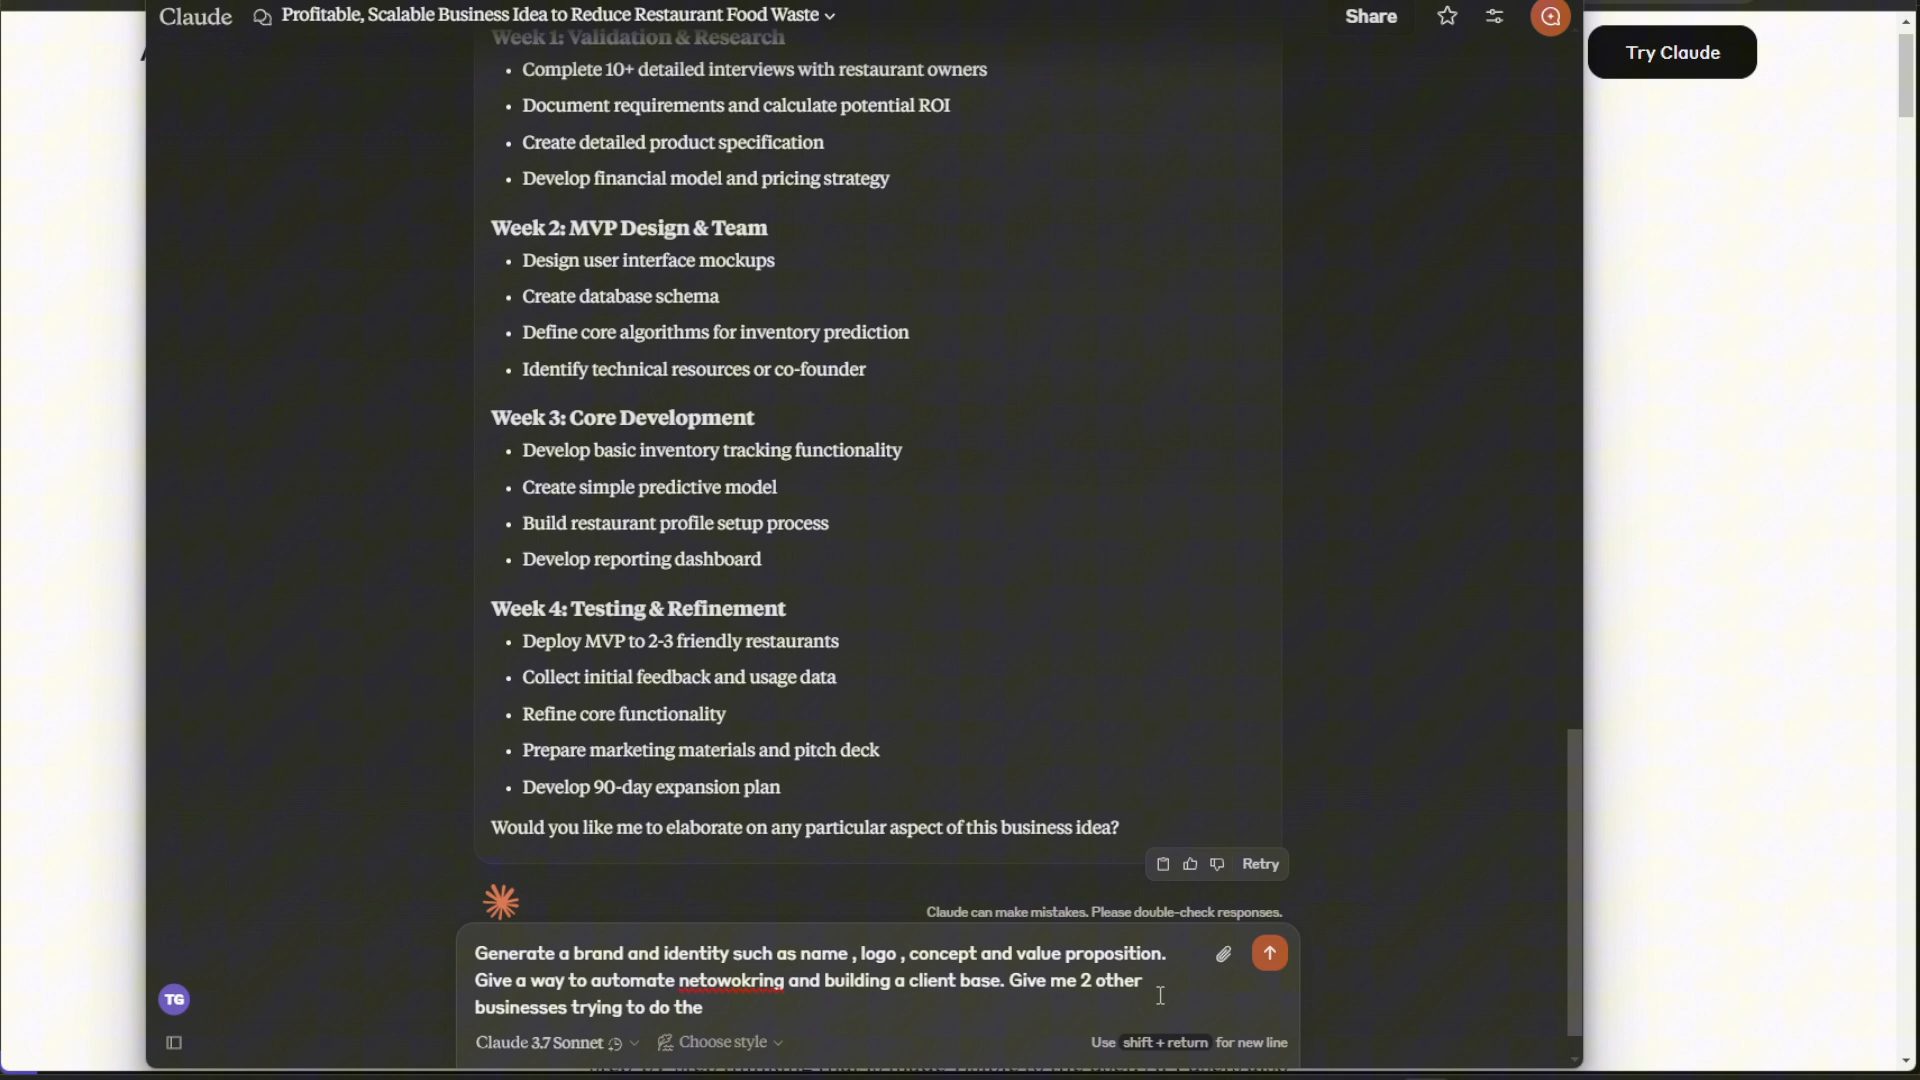 Claude
Profitable, Scalable Business Idea to Reduce Restaurant Food Waste
Share
Try Claude
Week 1: Validation & Research
• Complete 10+ detailed interviews with restaurant owners
• Document requirements and calculate potential ROI
• Create detailed product specification
• Develop financial model and pricing strategy
Week 2: MVP Design & Team
• Design user interface mockups
• Create database schema
• Define core algorithms for inventory prediction
• Identify technical resources or co-founder
Week 3: Core Development
• Develop basic inventory tracking functionality
• Create simple predictive model
• Build restaurant profile setup process
• Develop reporting dashboard
Week 4: Testing & Refinement
• Deploy MVP to 2-3 friendly restaurants
• Collect initial feedback and usage data
• Refine core functionality
• Prepare marketing materials and pitch deck
• Develop 90-day expansion plan
Would you like me to elaborate on any particular aspect of this business idea?
Retry
Claude can make mistakes. Please double-check responses.
Generate a brand and identity such as name , logo , concept and value proposition.
Give a way to automate netowokring and building a client base. Give me 2 other
businesses trying to do the
TG
Claude 3.7 Sonnet
Choose style
Use shift + return for new line